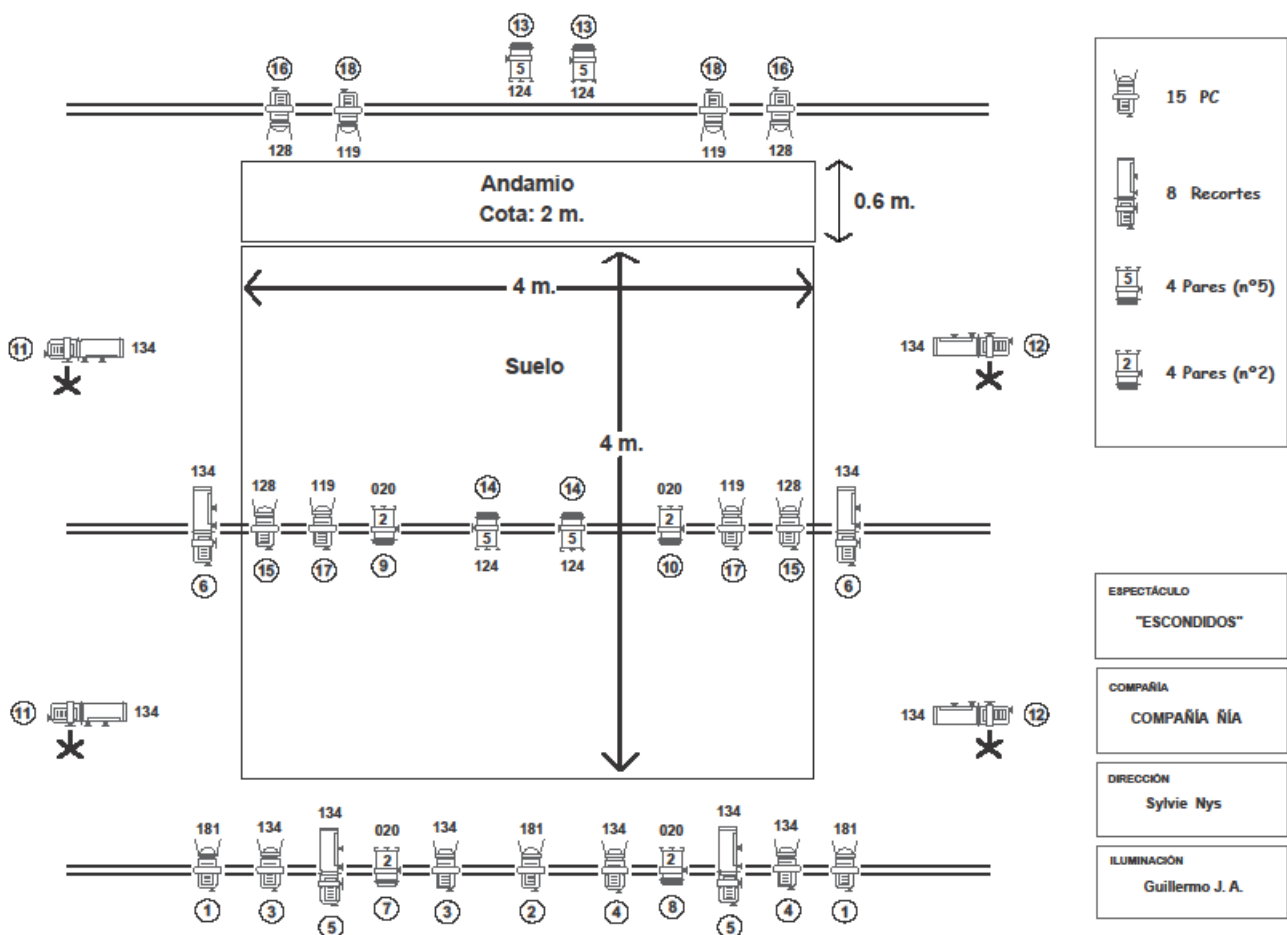 13 13
16 18 5 5 18 16
124 124
128 119 119 128
Andamio
Cota: 2 m.
0.6 m.
4 m.
11 134 134 12
Suelo
4 m.
134 128 119 020 14 14 020 119 128 134
2 5 5 2
15 17 9 124 124 10 17 15
6 6
11 134 134 12
181 134 134 020 134 181 134 020 134 134 181
2 2
1 3 5 7 3 2 4 8 5 4 1
15 PC
8 Recortes
5 4 Pares (nº5)
2 4 Pares (nº2)
ESPECTÁCULO
"ESCONDIDOS"
COMPAÑÍA
COMPAÑÍA ÑÍA
DIRECCIÓN
Sylvie Nys
ILUMINACIÓN
Guillermo J. A.